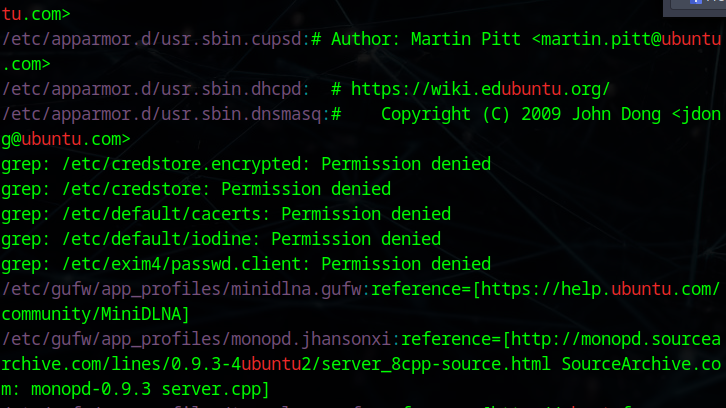 tu.com>
/etc/apparmor.d/usr.sbin.cupsd:# Author: Martin Pitt <martin.pitt@ubuntu
.com>
/etc/apparmor.d/usr.sbin.dhcpd:  # https://wiki.edubuntu.org/
/etc/apparmor.d/usr.sbin.dnsmasq:#    Copyright (C) 2009 John Dong <jdon
g@ubuntu.com>
grep: /etc/credstore.encrypted: Permission denied
grep: /etc/credstore: Permission denied
grep: /etc/default/cacerts: Permission denied
grep: /etc/default/iodine: Permission denied
grep: /etc/exim4/passwd.client: Permission denied
/etc/gufw/app_profiles/minidlna.gufw:reference=[https://help.ubuntu.com/
community/MiniDLNA]
/etc/gufw/app_profiles/monopd.jhansonxi:reference=[http://monopd.sourcea
rchive.com/lines/0.9.3-4ubuntu2/server_8cpp-source.html SourceArchive.co
m: monopd-0.9.3 server.cpp]